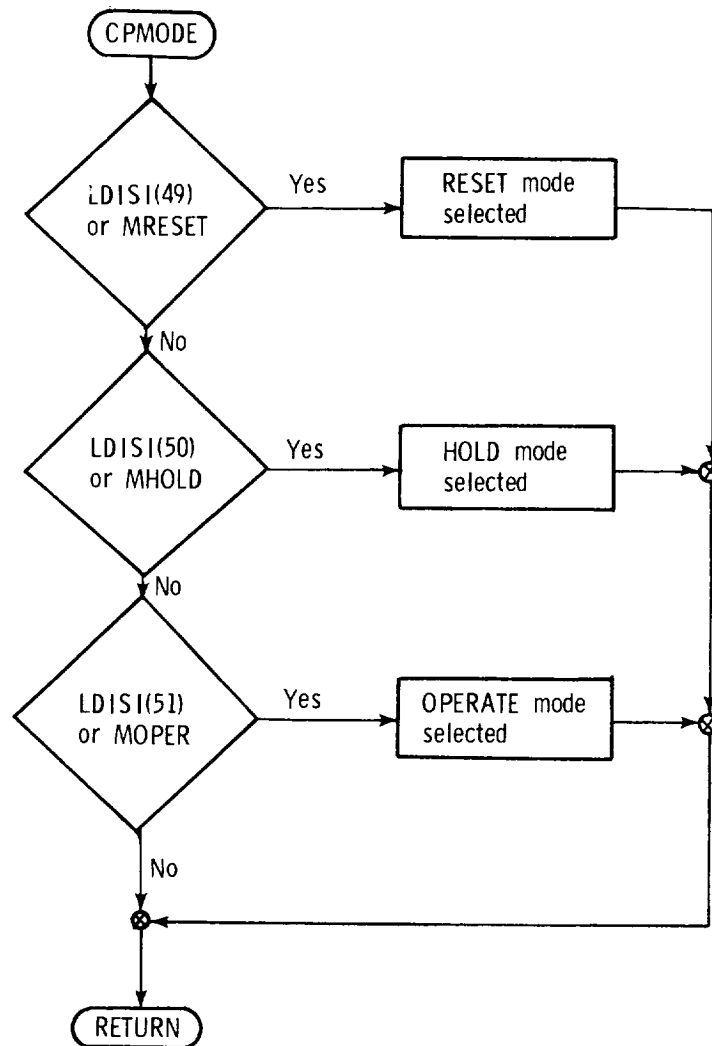 CPMODE
LDISI(49)
or MRESET
Yes
RESET mode
selected
No
LDISI(50)
or MHOLD
Yes
HOLD mode
selected
No
LDISI(51)
or MOPER
Yes
OPERATE mode
selected
No
RETURN